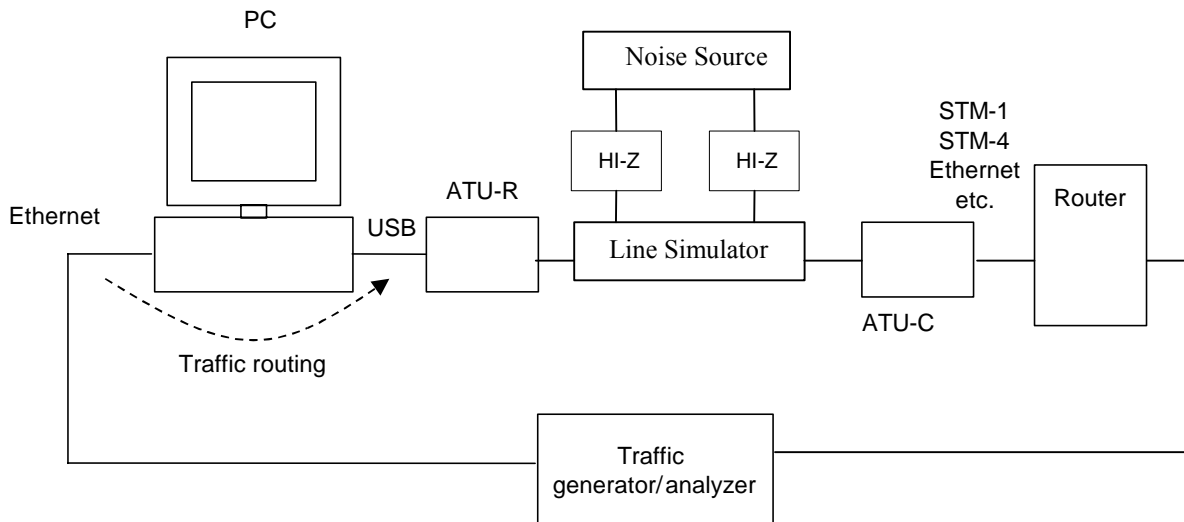 PC
Noise Source
HI-Z
HI-Z
STM-1
STM-4
Ethernet
etc.
Router
Ethernet
USB
ATU-R
Line Simulator
ATU-C
Traffic routing
Traffic
generator/analyzer